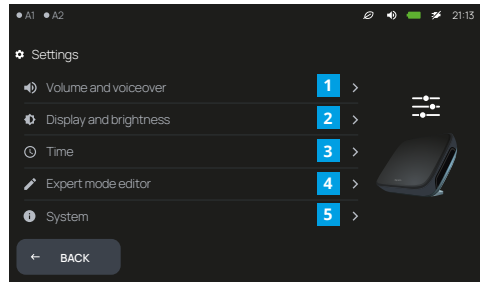 A1 A2 21:13
Settings
Volume and voiceover 1
Display and brightness 2
Time 3
Expert mode editor 4
System 5
BACK